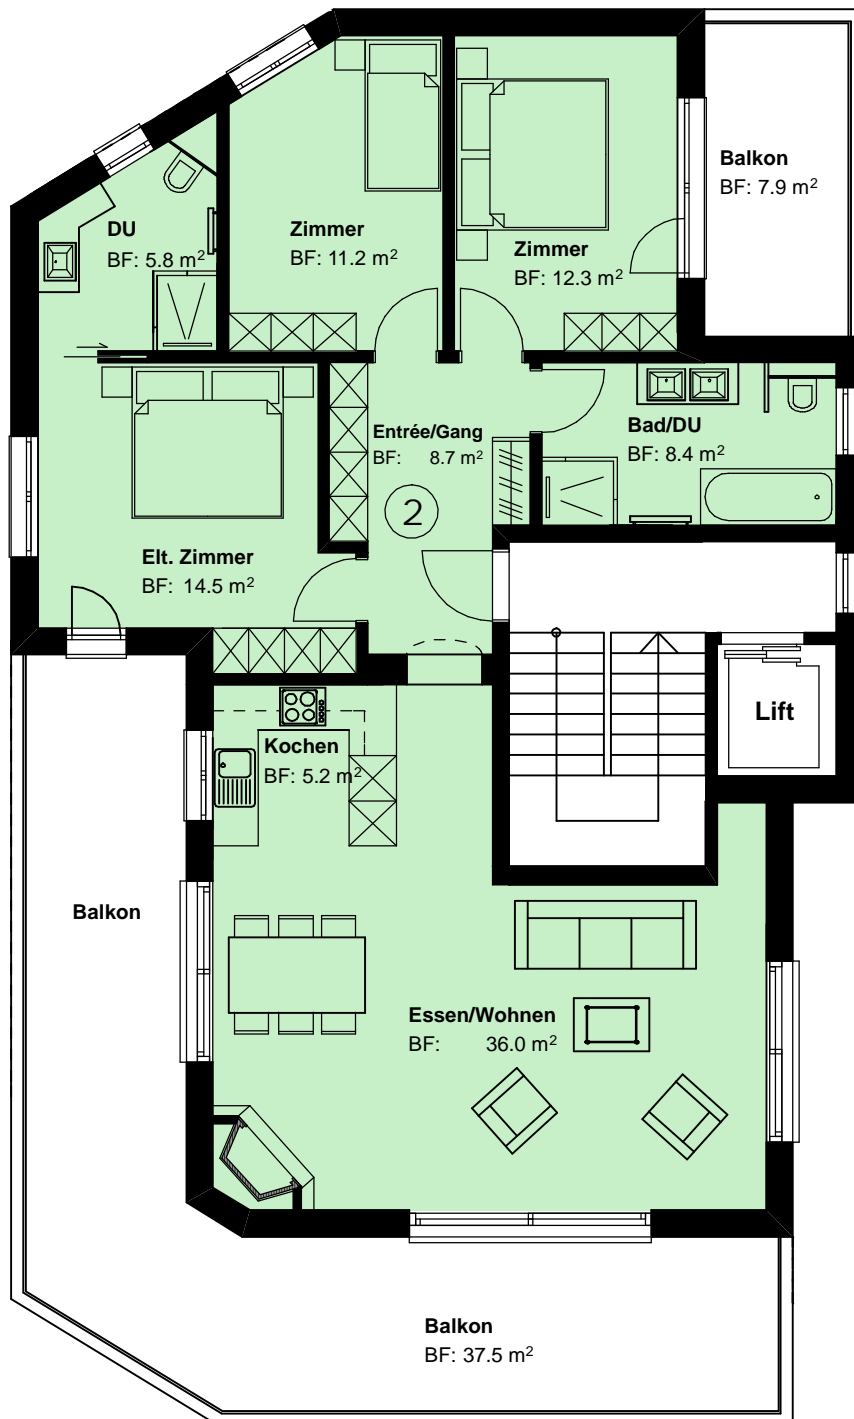 Balkon
BF: 7.9 m²
DU
BF: 5.8 m²
Zimmer
BF: 11.2 m²
Zimmer
BF: 12.3 m²
Entrée/Gang
BF: 8.7 m²
2
Bad/DU
BF: 8.4 m²
Elt. Zimmer
BF: 14.5 m²
Lift
Kochen
BF: 5.2 m²
Balkon
Essen/Wohnen
BF: 36.0 m²
Balkon
BF: 37.5 m²